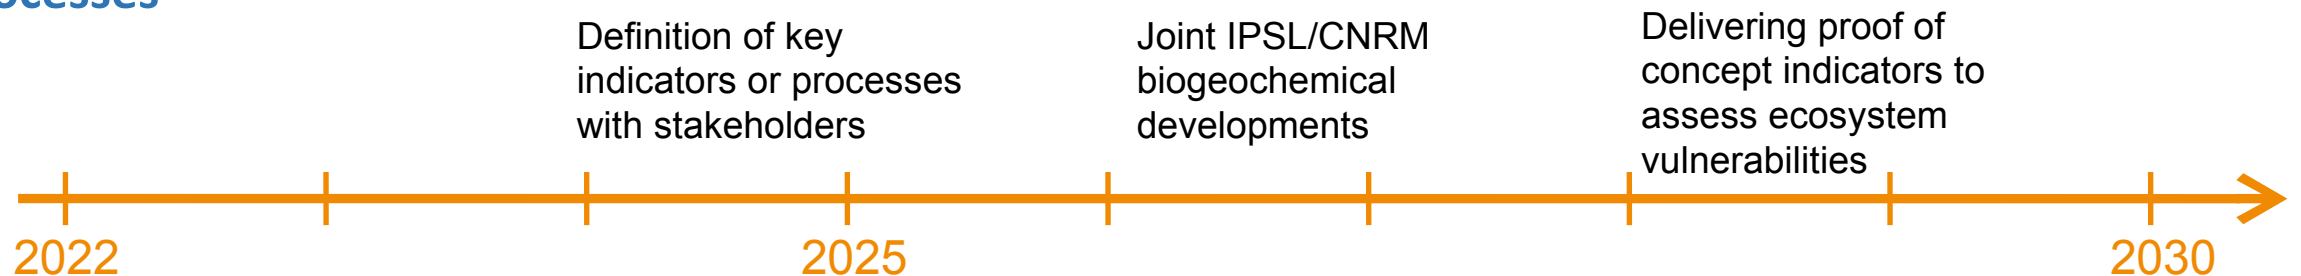 Definition of key
indicators or processes
with stakeholders
Joint IPSL/CNRM
biogeochemical
developments
Delivering proof of
concept indicators to
assess ecosystem
vulnerabilities
2022
2025
2030